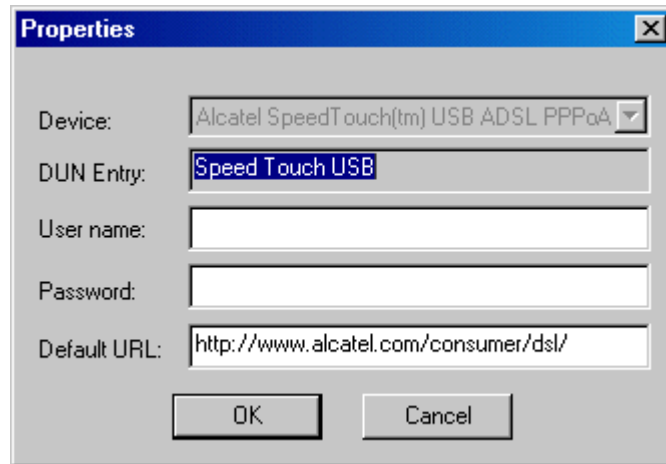 Properties
Device: Alcatel SpeedTouch(tm) USB ADSL PPPoA
DUN Entry: Speed Touch USB
User name:
Password:
Default URL: http://www.alcatel.com/consumer/dsl/
OK Cancel